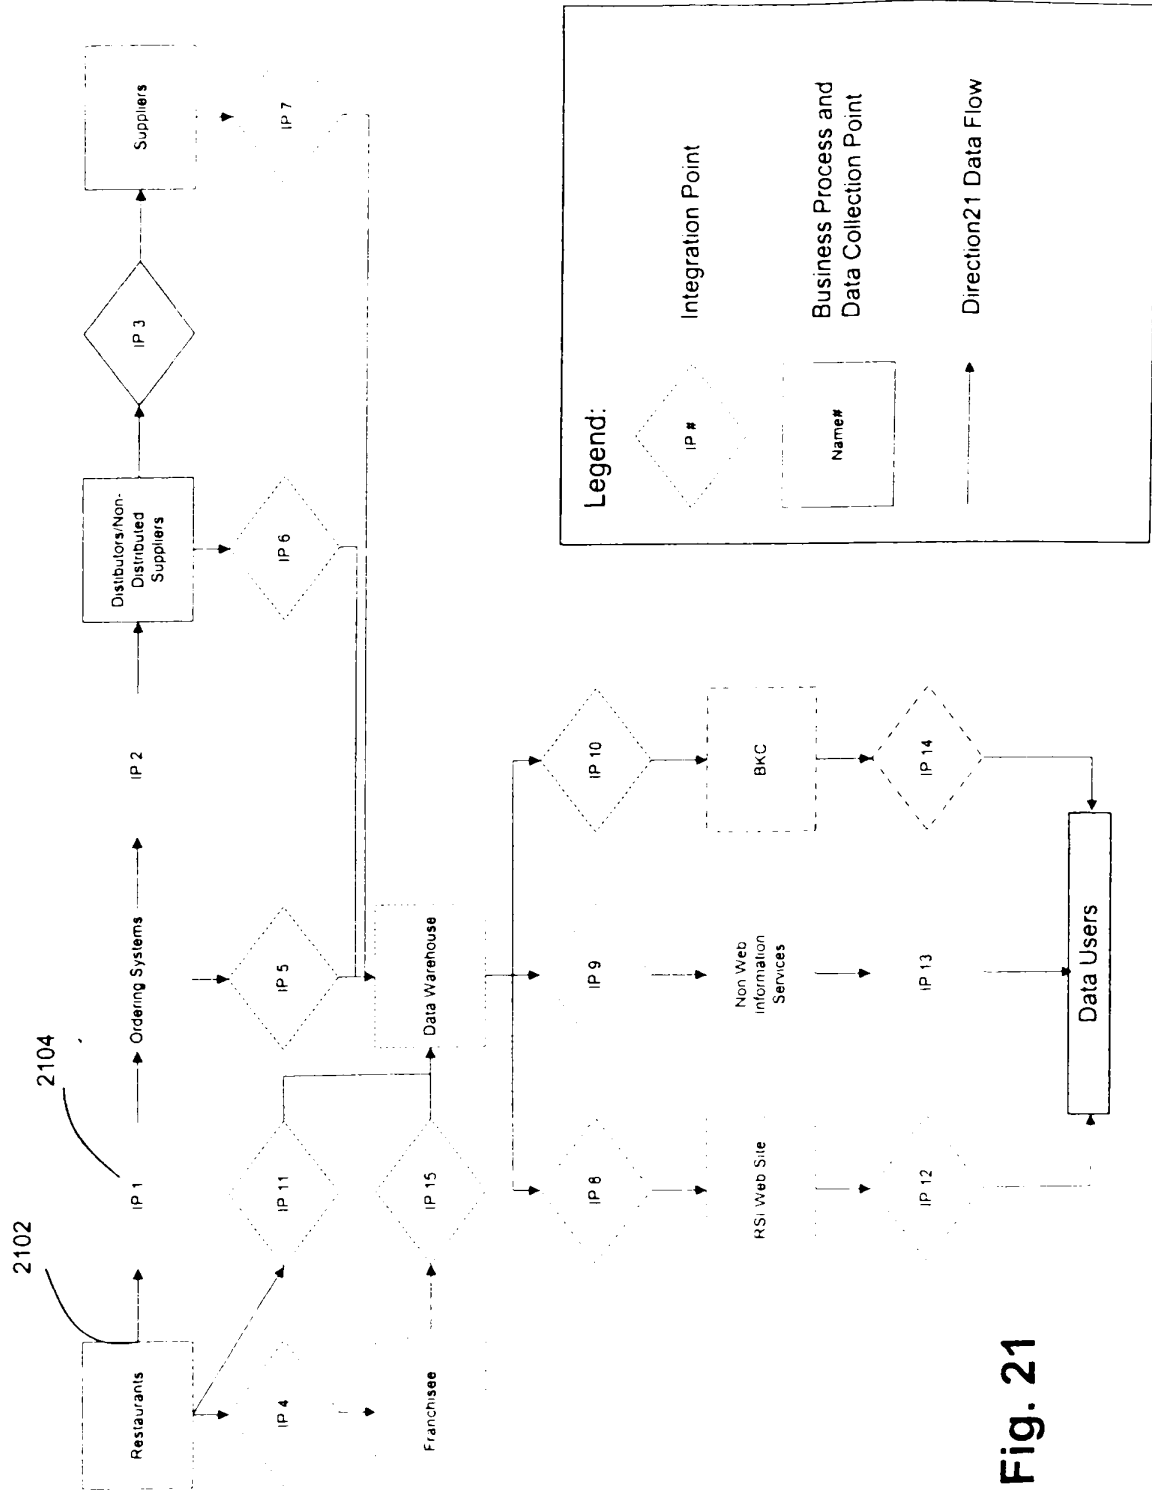 2102
2104
Restaurants
IP 1
Ordering Systems
IP 2
Distibutors/Non-
Distributed
Suppliers
IP 3
Suppliers
IP 4
IP 11
IP 5
IP 6
IP 7
Franchisee
IP 15
Data Warehouse
IP 8
IP 9
IP 10
RSI Web Site
Non Web
Information
Services
BKC
IP 12
IP 13
IP 14
Data Users
Legend:
IP #
Integration Point
Name#
Business Process and
Data Collection Point
Direction21 Data Flow
Fig. 21